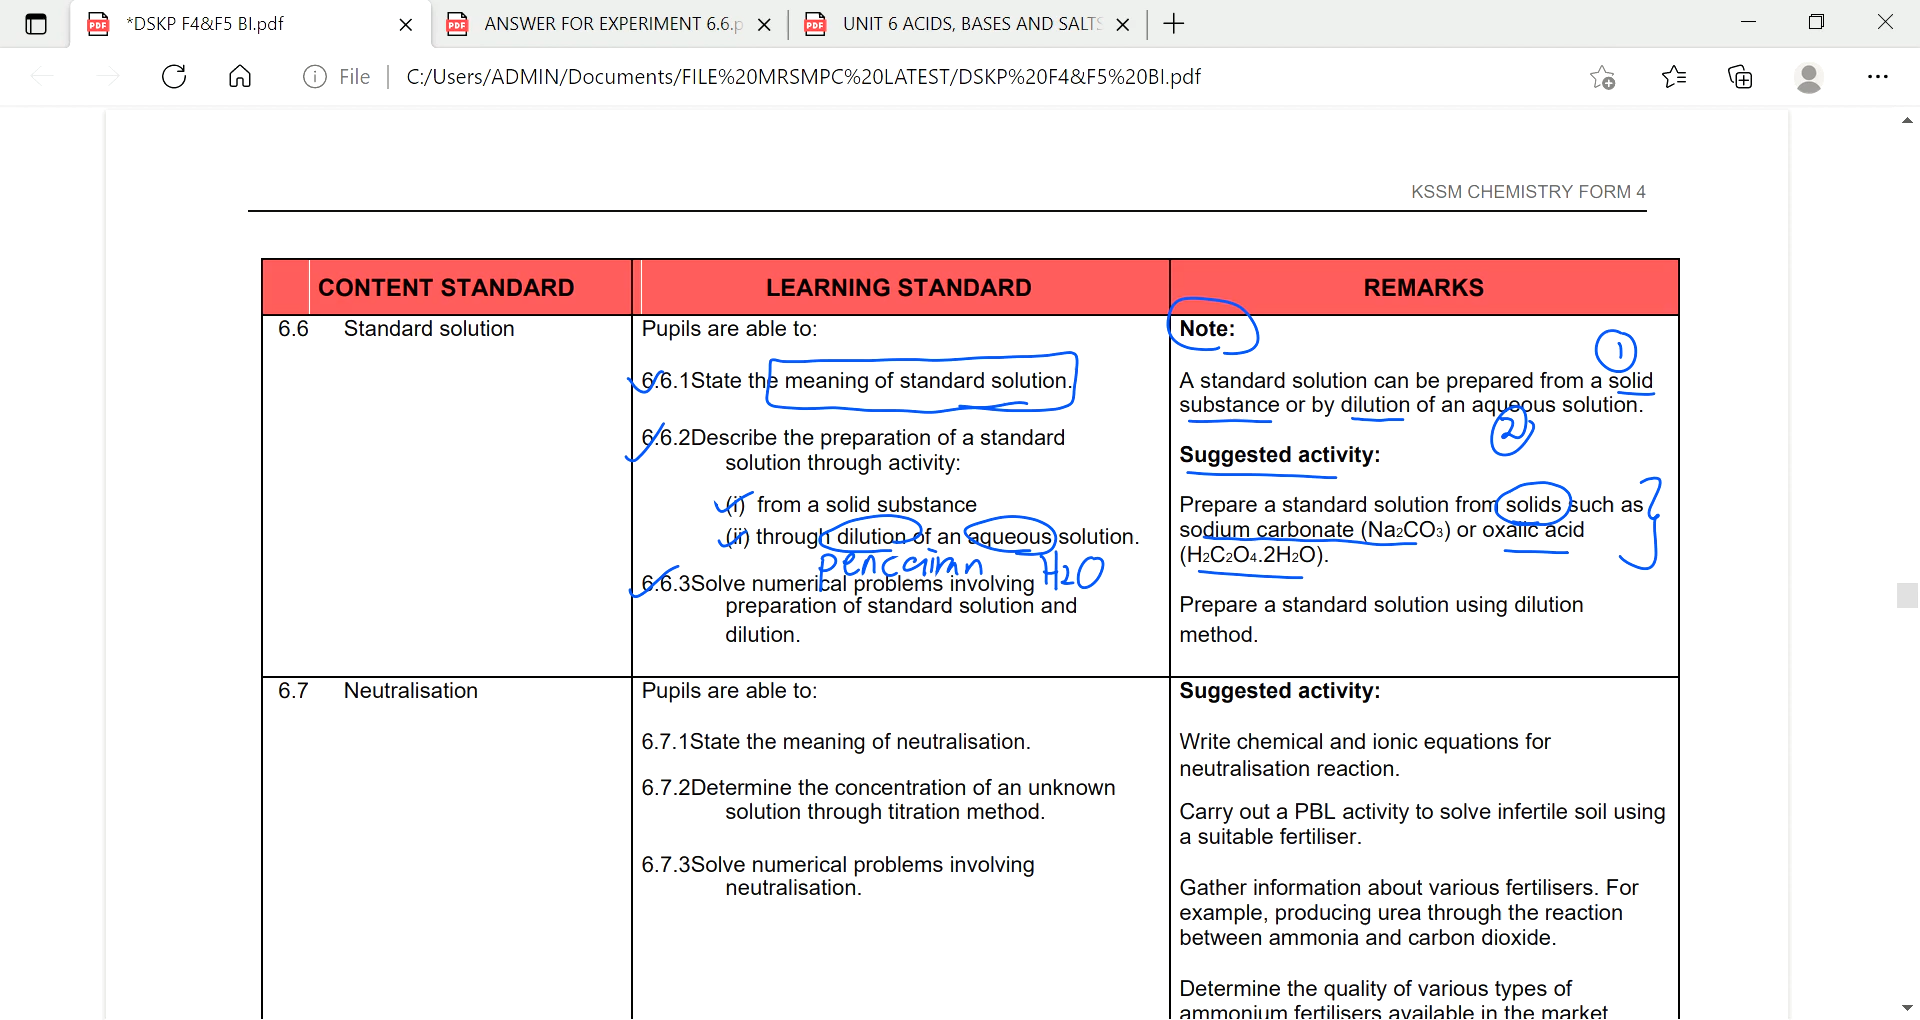 *DSKP F4&F5 BI.pdf
ANSWER FOR EXPERIMENT 6.6.p
UNIT 6 ACIDS, BASES AND SALTS
File
C:/Users/ADMIN/Documents/FILE%20MRSMPC%20LATEST/DSKP%20F4&F5%20BI.pdf
KSSM CHEMISTRY FORM 4
CONTENT STANDARD
LEARNING STANDARD
REMARKS
6.6 Standard solution
Pupils are able to:
6.6.1State the meaning of standard solution.
6.6.2Describe the preparation of a standard
solution through activity:
(i) from a solid substance
(ii) through dilution of an aqueous solution.
pencairan H2O
6.6.3Solve numerical problems involving
preparation of standard solution and
dilution.
Note:
1
A standard solution can be prepared from a solid
substance or by dilution of an aqueous solution.
2
Suggested activity:
Prepare a standard solution from solids such as
sodium carbonate (Na2CO3) or oxalic acid
(H2C2O4.2H2O).
Prepare a standard solution using dilution
method.
6.7 Neutralisation
Pupils are able to:
6.7.1State the meaning of neutralisation.
6.7.2Determine the concentration of an unknown
solution through titration method.
6.7.3Solve numerical problems involving
neutralisation.
Suggested activity:
Write chemical and ionic equations for
neutralisation reaction.
Carry out a PBL activity to solve infertile soil using
a suitable fertiliser.
Gather information about various fertilisers. For
example, producing urea through the reaction
between ammonia and carbon dioxide.
Determine the quality of various types of
ammonium fertilisers available in the market